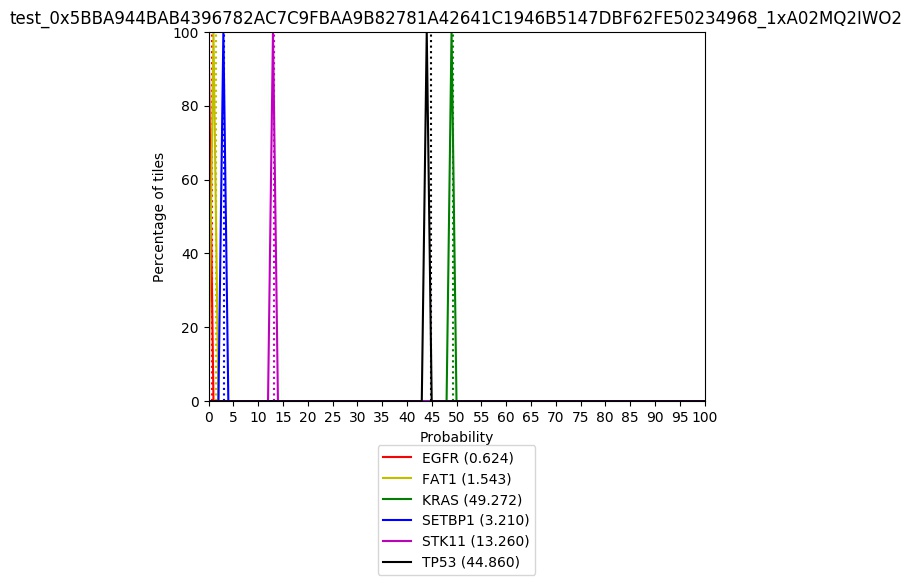 test_0x5BBA944BAB4396782AC7C9FBAA9B82781A42641C1946B5147DBF62FE50234968_1xA02MQ2IWO2
100
80
60
40
20
0
Percentage of tiles
0 5 10 15 20 25 30 35 40 45 50 55 60 65 70 75 80 85 90 95 100
Probability
EGFR (0.624)
FAT1 (1.543)
KRAS (49.272)
SETBP1 (3.210)
STK11 (13.260)
TP53 (44.860)